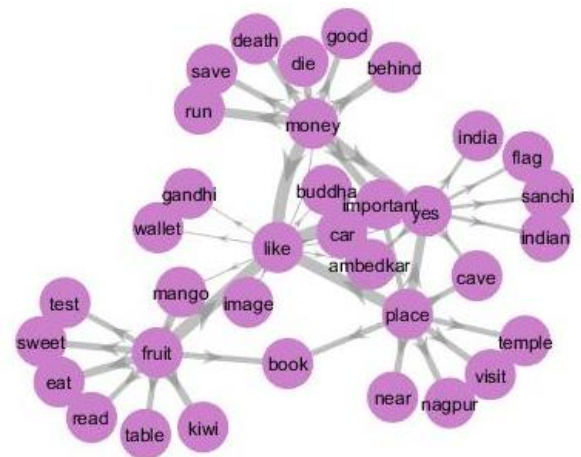 death
good
die
save
behind
run
money
india
flag
buddha
gandhi
important
yes
sanchi
wallet
car
indian
like
ambedkar
cave
mango
image
test
place
sweet
fruit
temple
book
visit
eat
near
nagpur
read
table
kiwi